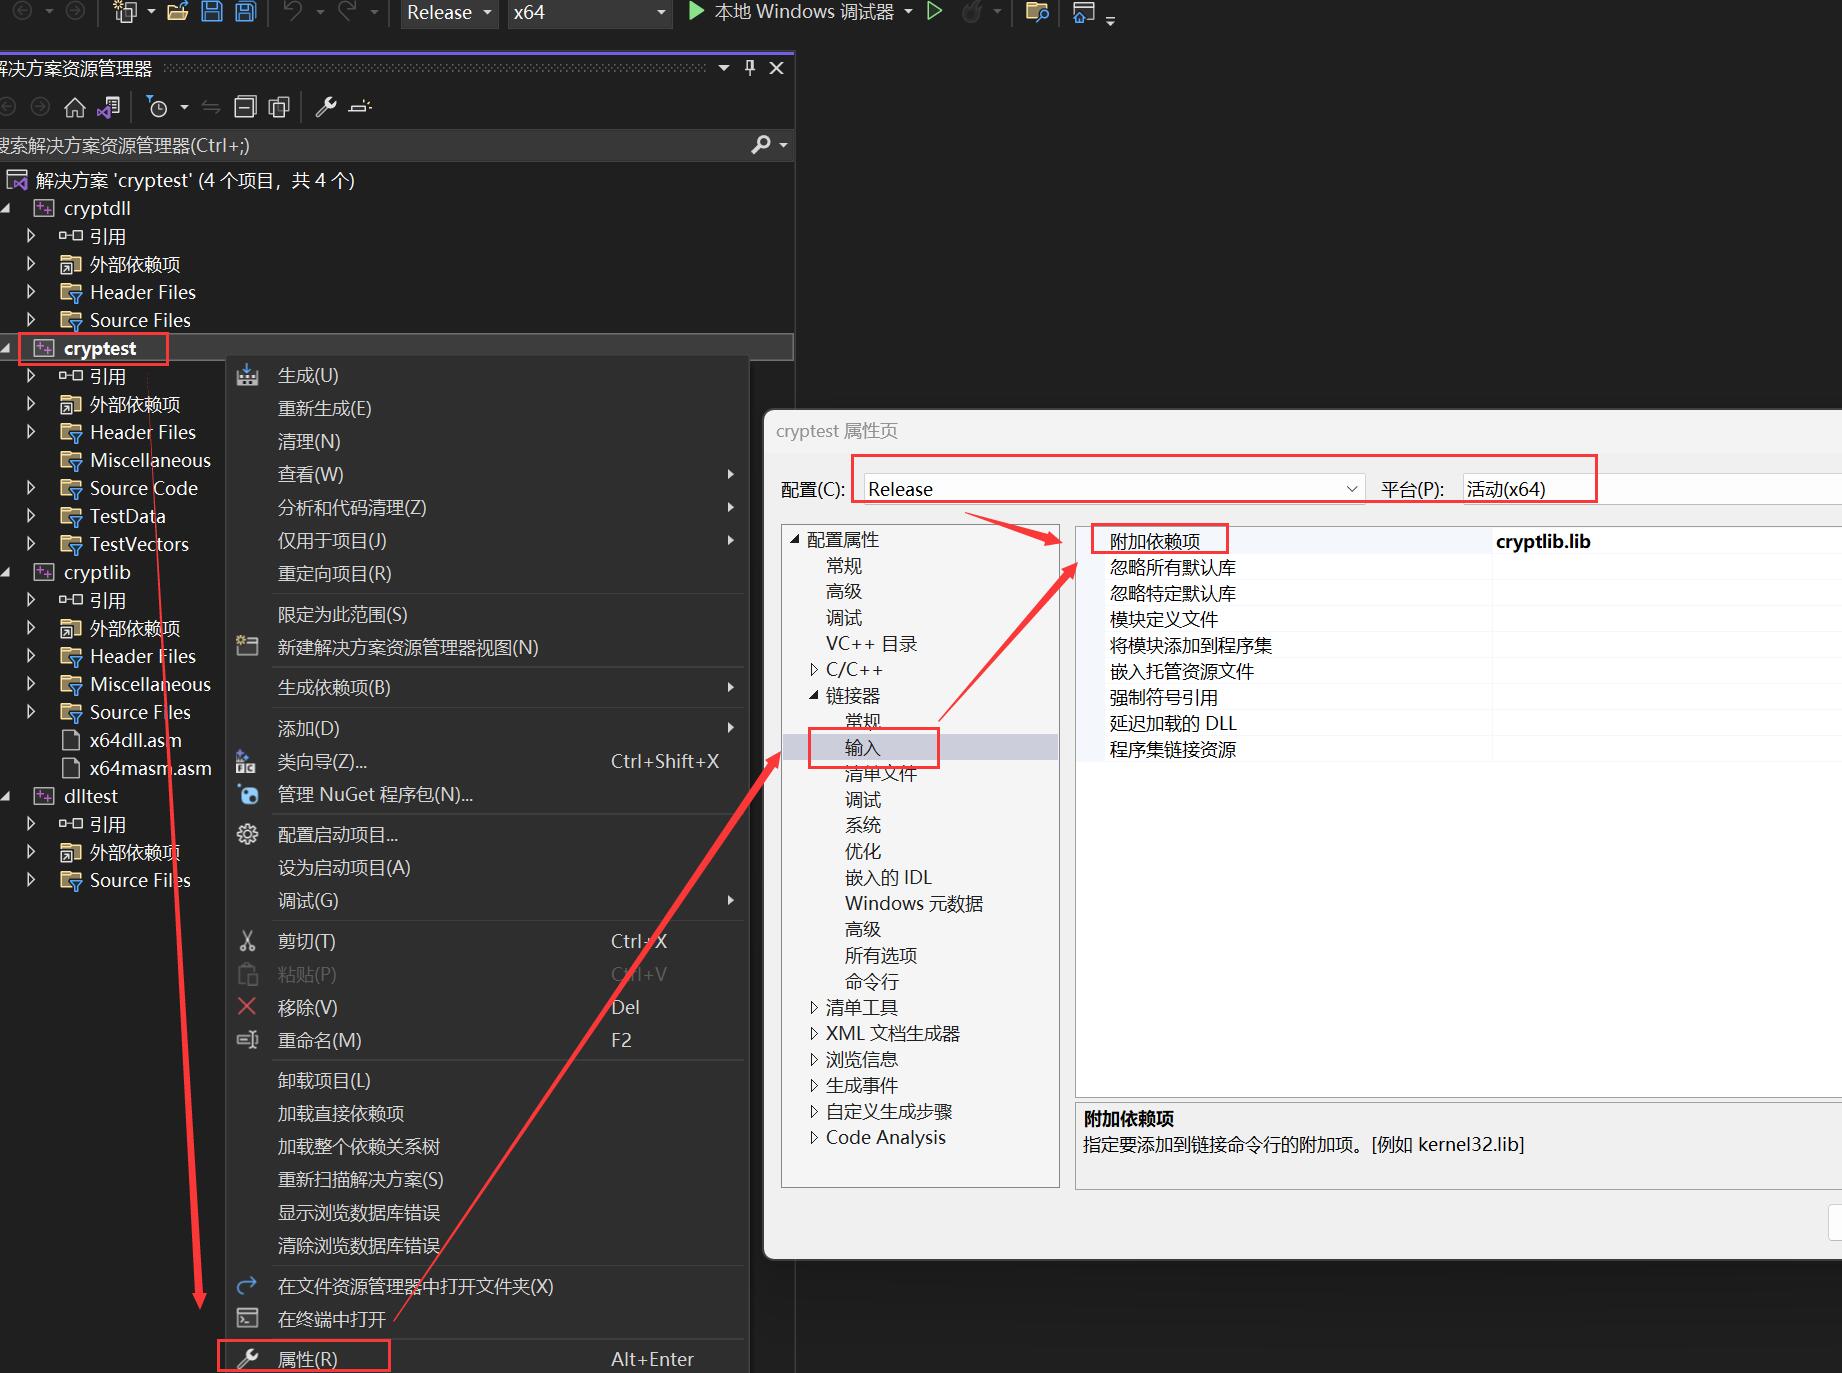 Release
x64
本地 Windows 调试器
解决方案资源管理器
搜索解决方案资源管理器(Ctrl+;)
解决方案 'cryptest' (4 个项目，共 4 个)
cryptdll
引用
外部依赖项
Header Files
Source Files
cryptest
引用
外部依赖项
Header Files
Miscellaneous
Source Code
TestData
TestVectors
cryptlib
引用
外部依赖项
Header Files
Miscellaneous
Source Files
x64dll.asm
x64masm.asm
dlltest
引用
外部依赖项
Source Files
生成(U)
重新生成(E)
清理(N)
查看(W)
分析和代码清理(Z)
仅用于项目(J)
重定向项目(R)
限定为此范围(S)
新建解决方案资源管理器视图(N)
生成依赖项(B)
添加(D)
类向导(Z)... Ctrl+Shift+X
管理 NuGet 程序包(N)...
配置启动项目...
设为启动项目(A)
调试(G)
剪切(T) Ctrl+X
粘贴(P) Ctrl+V
移除(V) Del
重命名(M) F2
卸载项目(L)
加载直接依赖项
加载整个依赖关系树
重新扫描解决方案(S)
显示浏览数据库错误
清除浏览数据库错误
在文件资源管理器中打开文件夹(X)
在终端中打开
属性(R) Alt+Enter
cryptest 属性页
配置(C): Release 平台(P): 活动(x64)
配置属性
常规
高级
调试
VC++ 目录
C/C++
链接器
常规
输入
清单文件
调试
系统
优化
嵌入的 IDL
Windows 元数据
高级
所有选项
命令行
清单工具
XML 文档生成器
浏览信息
生成事件
自定义生成步骤
Code Analysis
附加依赖项 cryptlib.lib
忽略所有默认库
忽略特定默认库
模块定义文件
将模块添加到程序集
嵌入托管资源文件
强制符号引用
延迟加载的 DLL
程序集链接资源
附加依赖项
指定要添加到链接命令行的附加项。[例如 kernel32.lib]